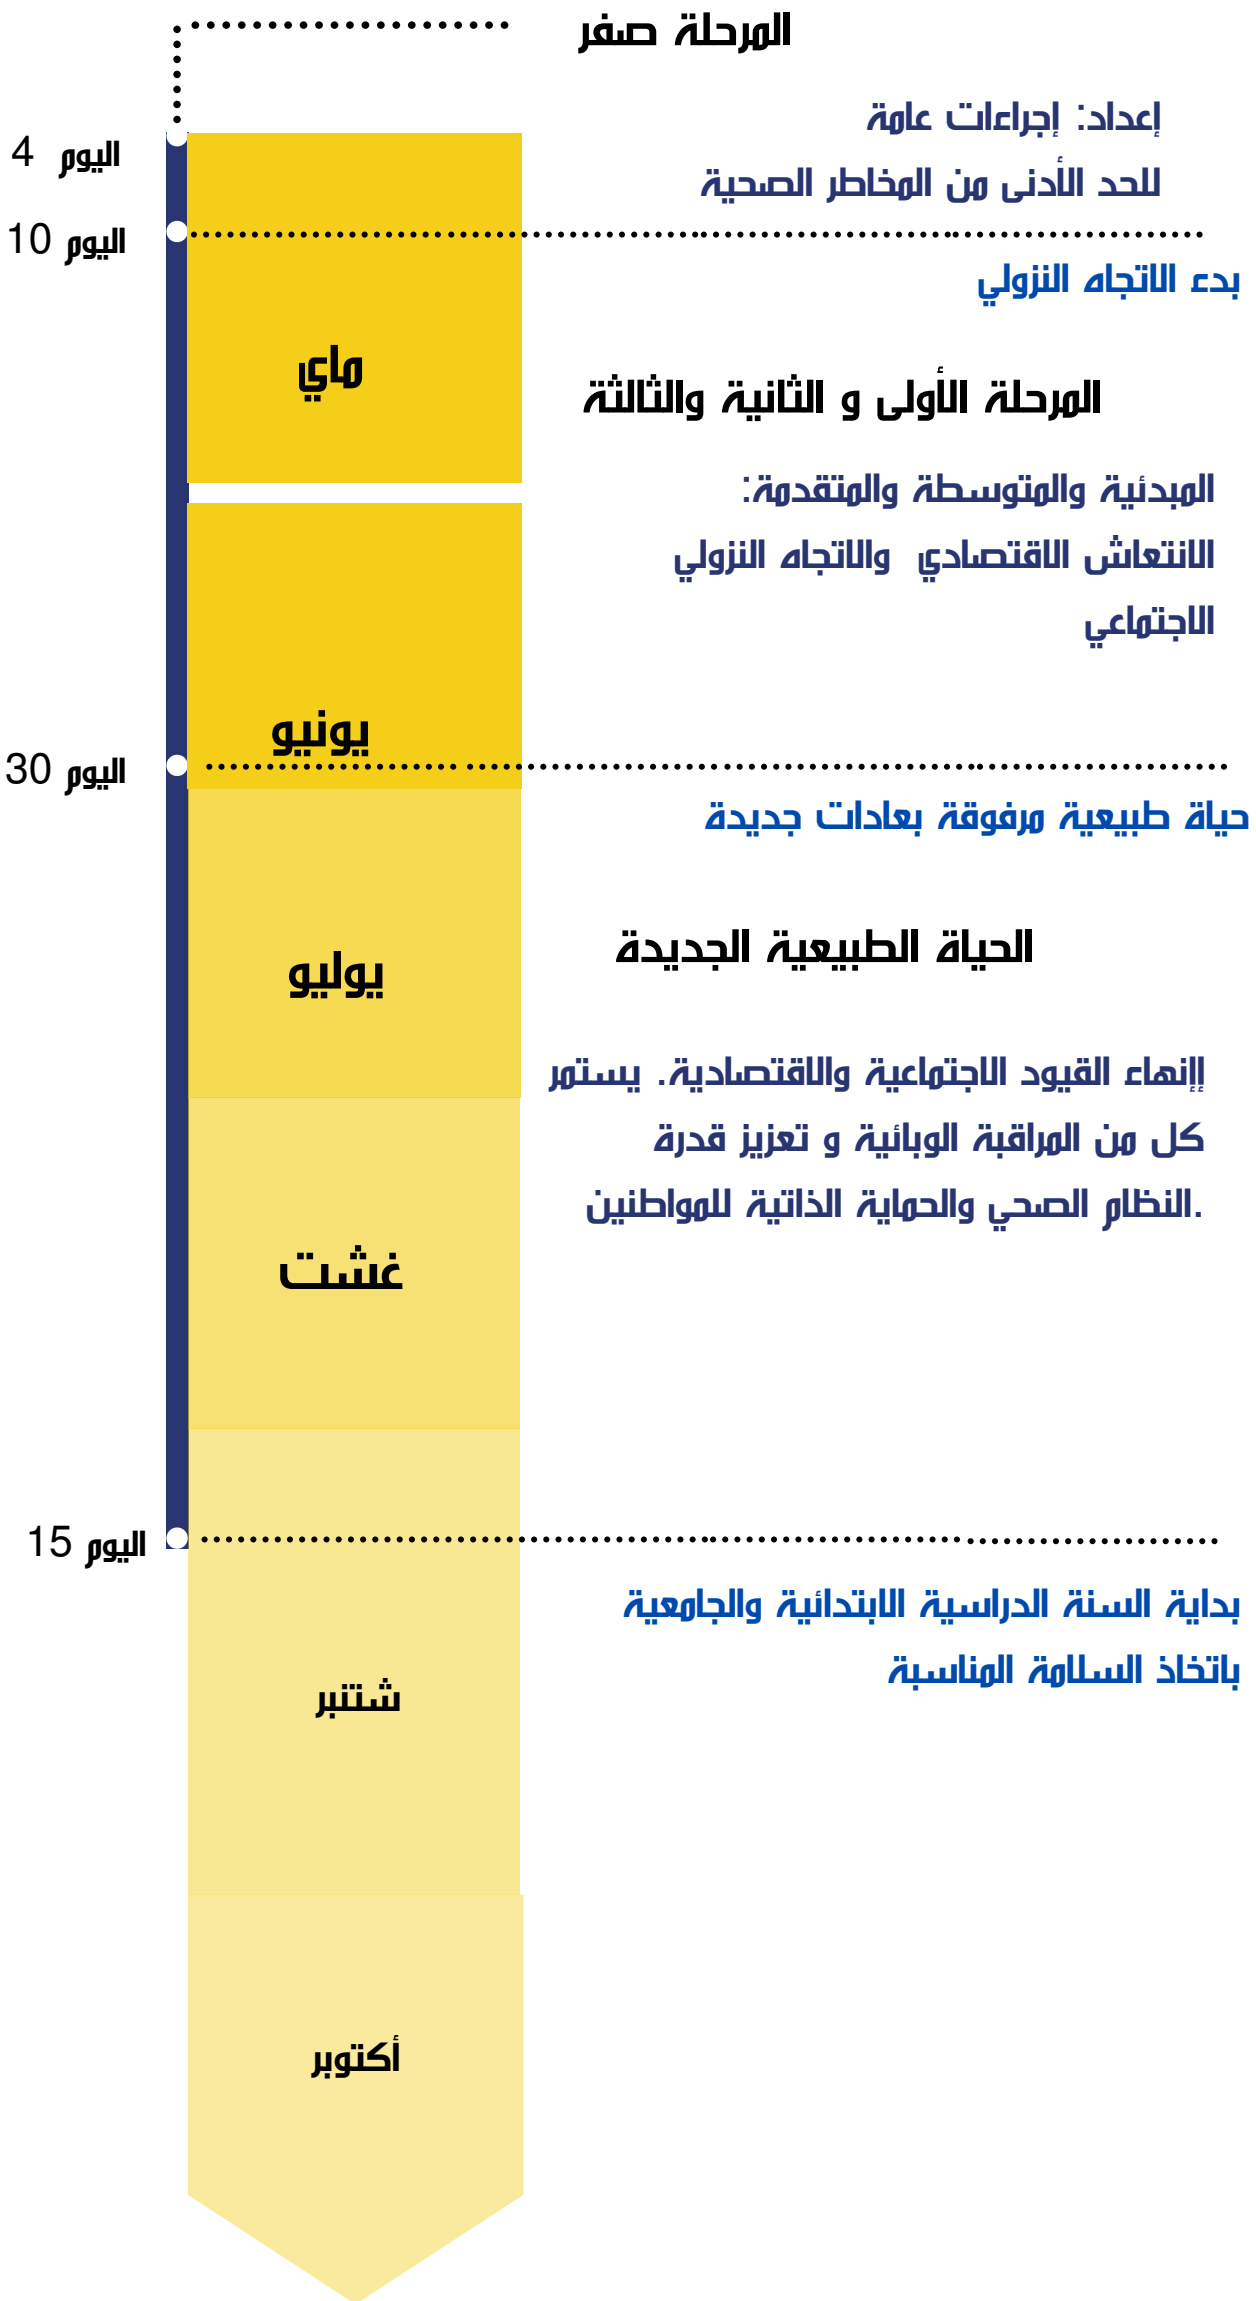 المرحلة صفر
إعداد: إجراءات عامة
للحد الأدنى من المخاطر الصحية
اليوم 4
اليوم 10
بدء الاتجاه النزولي
ماي
المرحلة الأولى و الثانية والثالثة
المبدئية والمتوسطة والمتقدمة:
الانتعاش الاقتصادي والاتجاه النزولي
الاجتماعي
يونيو
اليوم 30
حياة طبيعية مرفوقة بعادات جديدة
الحياة الطبيعية الجديدة
يوليو
إإنهاء القيود الاجتماعية والاقتصادية. يستمر
كل من المراقبة الوبائية و تعزيز قدرة
.النظام الصحي والحماية الذاتية للمواطنين
غشت
اليوم 15
بداية السنة الدراسية الابتدائية والجامعية
باتخاذ السلامة المناسبة
شتنبر
أكتوبر